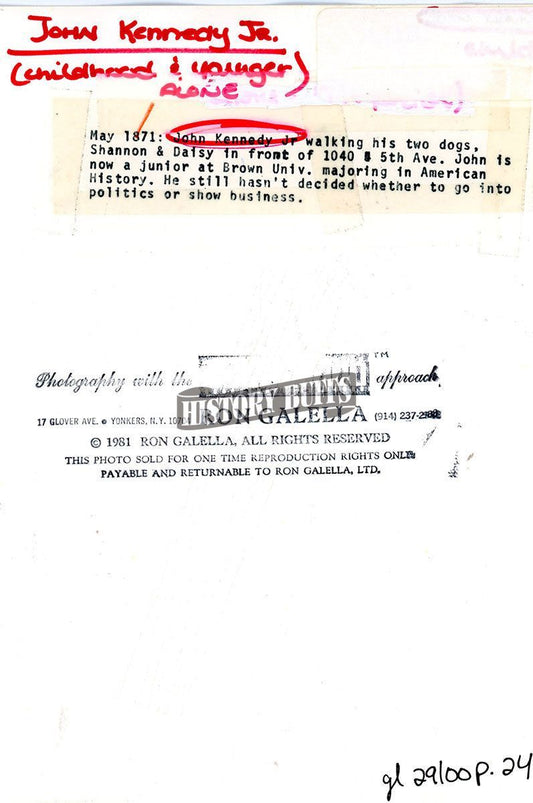 John Kennedy Jr.
(childhood & younger)
ALONE
May 1871: John Kennedy Jr walking his two dogs,
Shannon & Daisy in front of 1040 5th Ave. John is
now a junior at Brown Univ. majoring in American
History. He still hasn't decided whether to go into
politics or show business.
Photography with the approach ™
HISTORY DUNKS
17 GLOVER AVE. • YONKERS, N.Y. RON GALELLA (914) 237-
© 1981 RON GALELLA, ALL RIGHTS RESERVED
THIS PHOTO SOLD FOR ONE TIME REPRODUCTION RIGHTS ONLY
PAYABLE AND RETURNABLE TO RON GALELLA, LTD.
gl 29100 p. 24